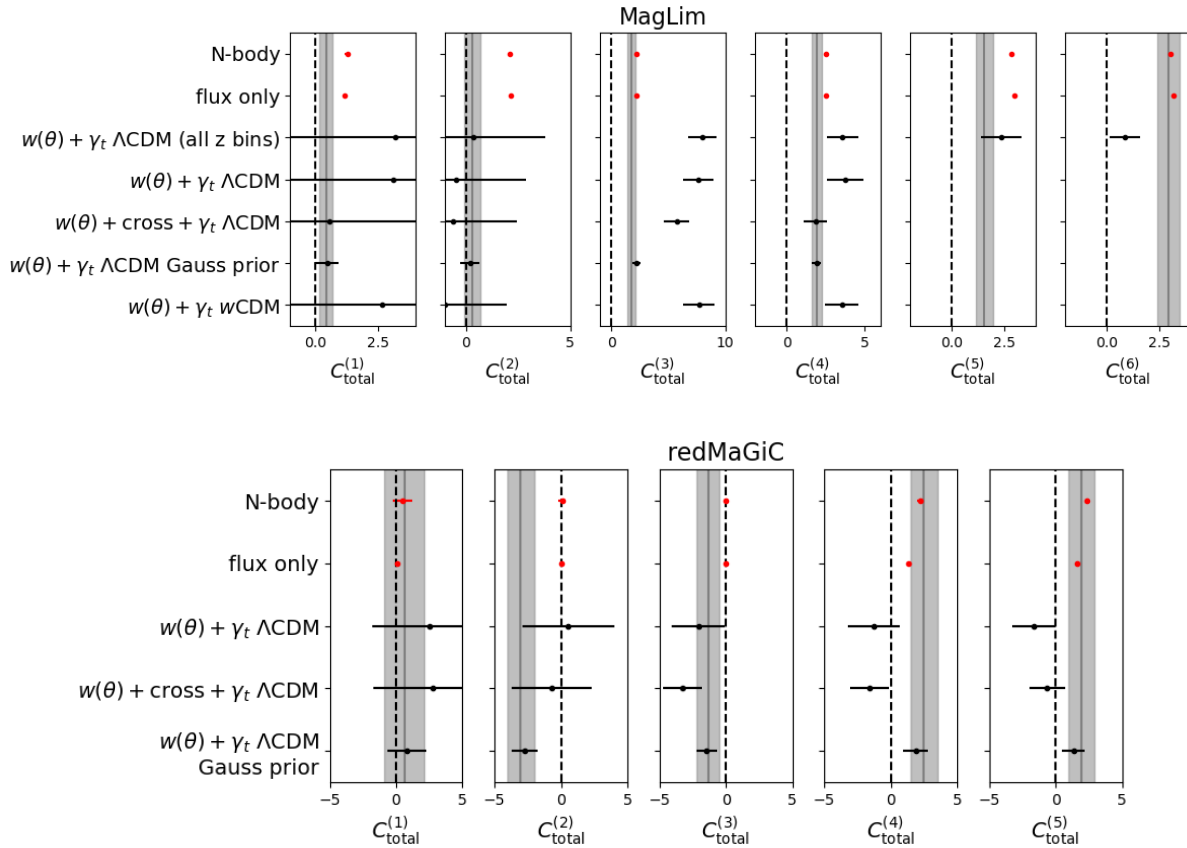 MagLim
N-body
flux only
w(θ) + γt ΛCDM (all z bins)
w(θ) + γt ΛCDM
w(θ) + cross + γt ΛCDM
w(θ) + γt ΛCDM Gauss prior
w(θ) + γt wCDM
0.0 2.5 0 5 0 10 0 5 0.0 2.5 0.0 2.5
C(1)total C(2)total C(3)total C(4)total C(5)total C(6)total
redMaGiC
N-body
flux only
w(θ) + γt ΛCDM
w(θ) + cross + γt ΛCDM
w(θ) + γt ΛCDM
Gauss prior
−5 0 5 −5 0 5 −5 0 5 −5 0 5 −5 0 5
C(1)total C(2)total C(3)total C(4)total C(5)total